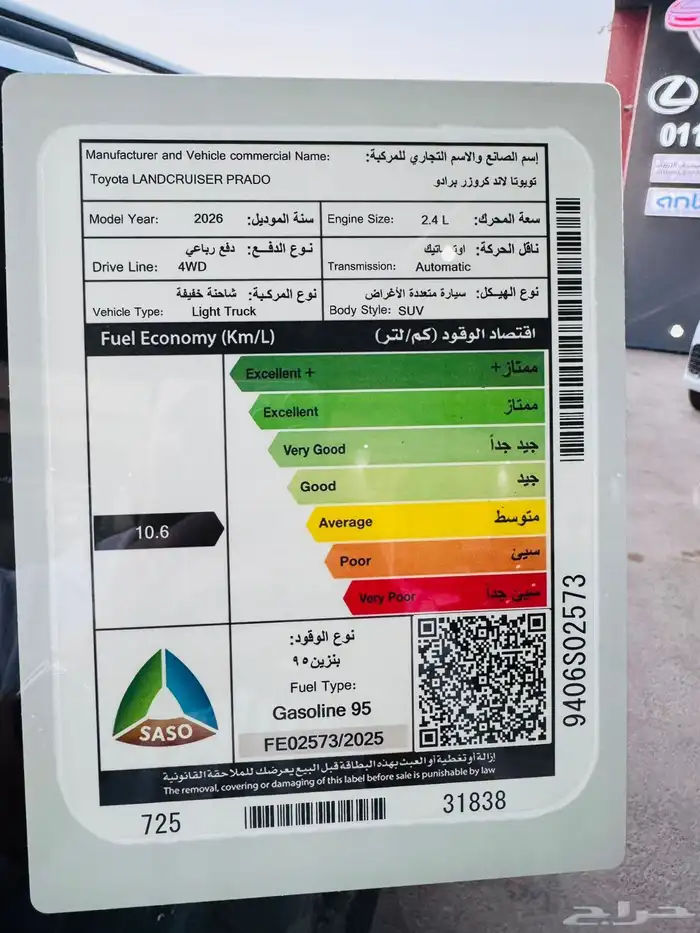 Manufacturer and Vehicle commercial Name: إسم الصانع والاسم التجاري للمركبة:
Toyota LANDCRUISER PRADO تويوتا لاند كروزر برادو
Model Year: 2026 سنة الموديل: Engine Size: 2.4 L سعة المحرك:
دفع رباعي نوع الدفع: اوتوماتيك ناقل الحركة:
Drive Line: 4WD Transmission: Automatic
شاحنة خفيفة نوع المركبة: سيارة متعددة الأغراض نوع الهيكل:
Vehicle Type: Light Truck Body Style: SUV
Fuel Economy (Km/L) اقتصاد الوقود (كم/لتر)
Excellent + ممتاز+
Excellent ممتاز
Very Good جيد جداً
Good جيد
Average متوسط
10.6
Poor سيئ
Very Poor سيئ جداً
نوع الوقود:
بنزين ٩٥
Fuel Type:
Gasoline 95
SASO
FE02573/2025
إزالة أو تغطية أو العبث بهذه البطاقة قبل البيع يعرضك للملاحقة القانونية
The removal, covering or damaging of this label before sale is punishable by law
725 31838
9406S02573
011
حراج